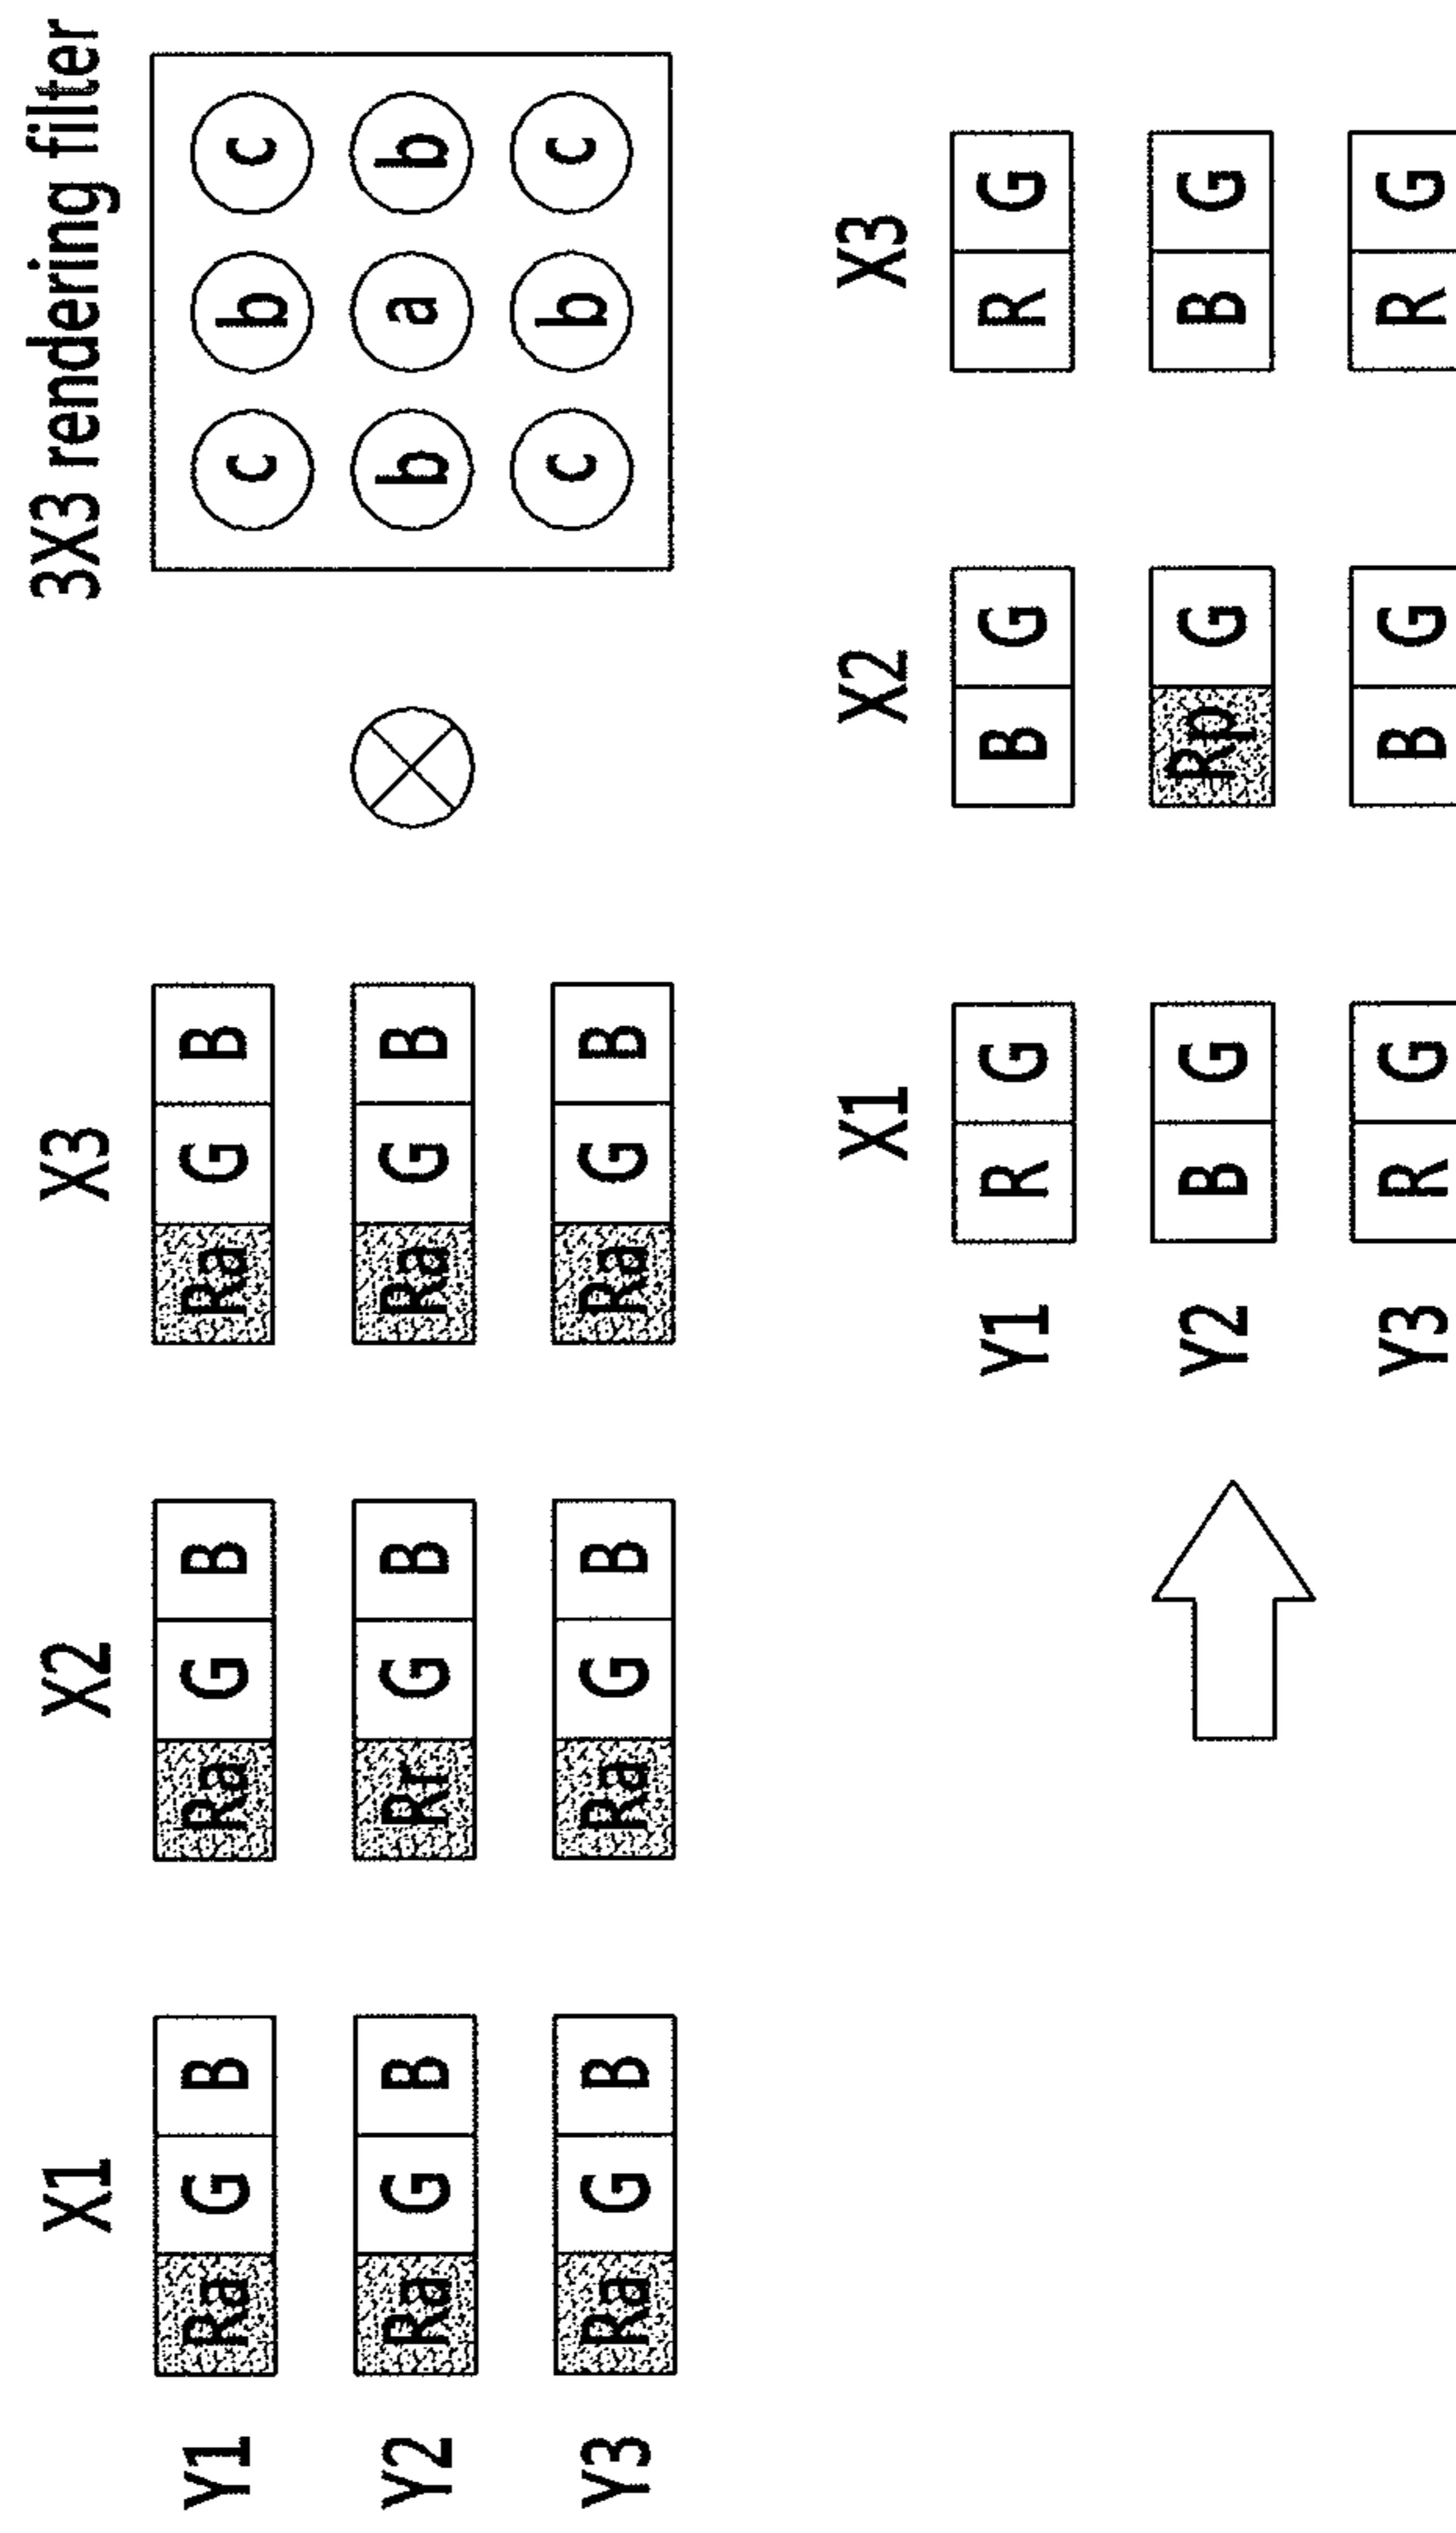 X1 X2 X3 3X3 rendering filter
Y1 Ra G B Ra G B Ra G B c b c
Y2 Ra G B Rr G B Ra G B b a b
Y3 Ra G B Ra G B Ra G B c b c
X1 X2 X3
Y1 R G B G R G
Y2 B G Rp G B G
Y3 R G B G R G